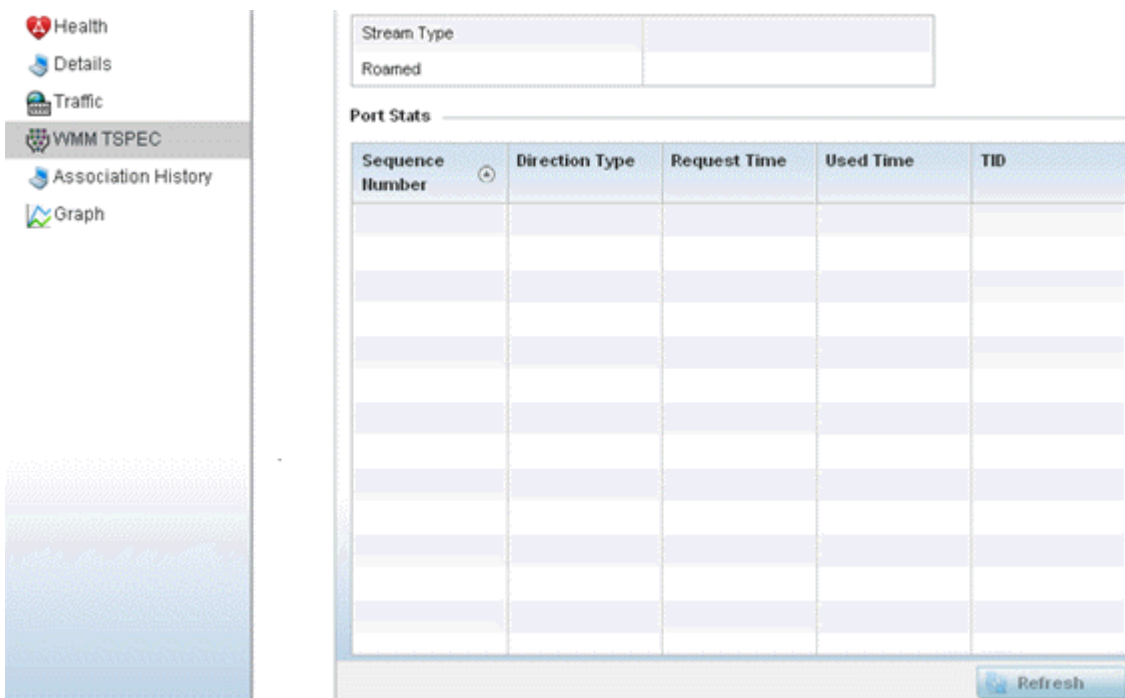 Health
Details
Traffic
WMM TSPEC
Association History
Graph
Stream Type
Roamed
Port Stats
Sequence Number
Direction Type
Request Time
Used Time
TID
Refresh